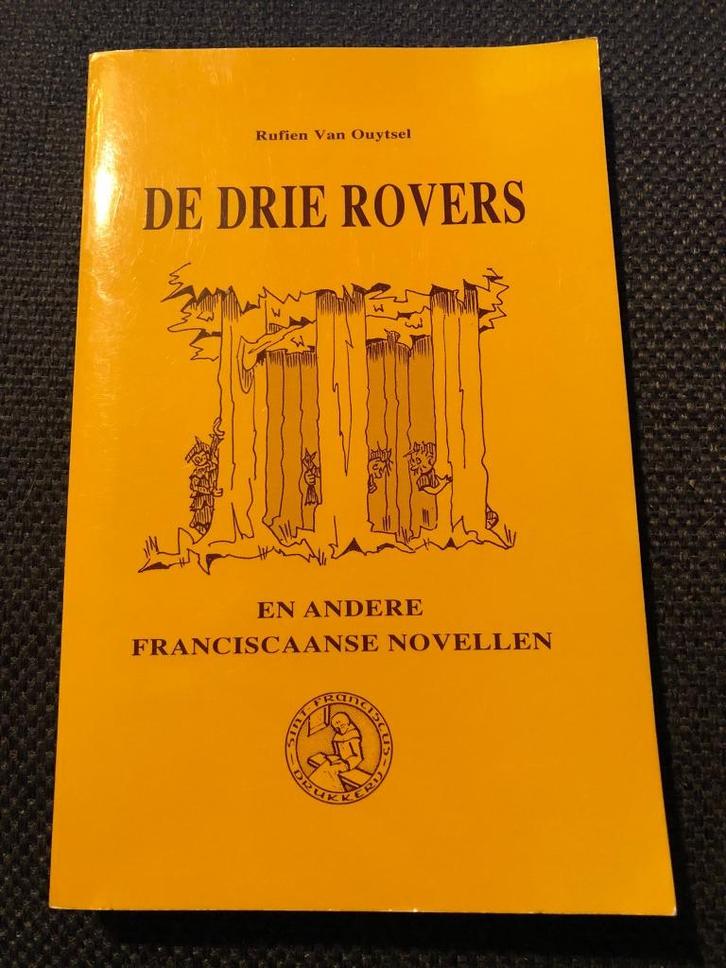 Rufien Van Ouytsel
DE DRIE ROVERS
EN ANDERE
FRANCISCAANSE NOVELLEN
SINT FRANCISCUS
DRUKKERIJ